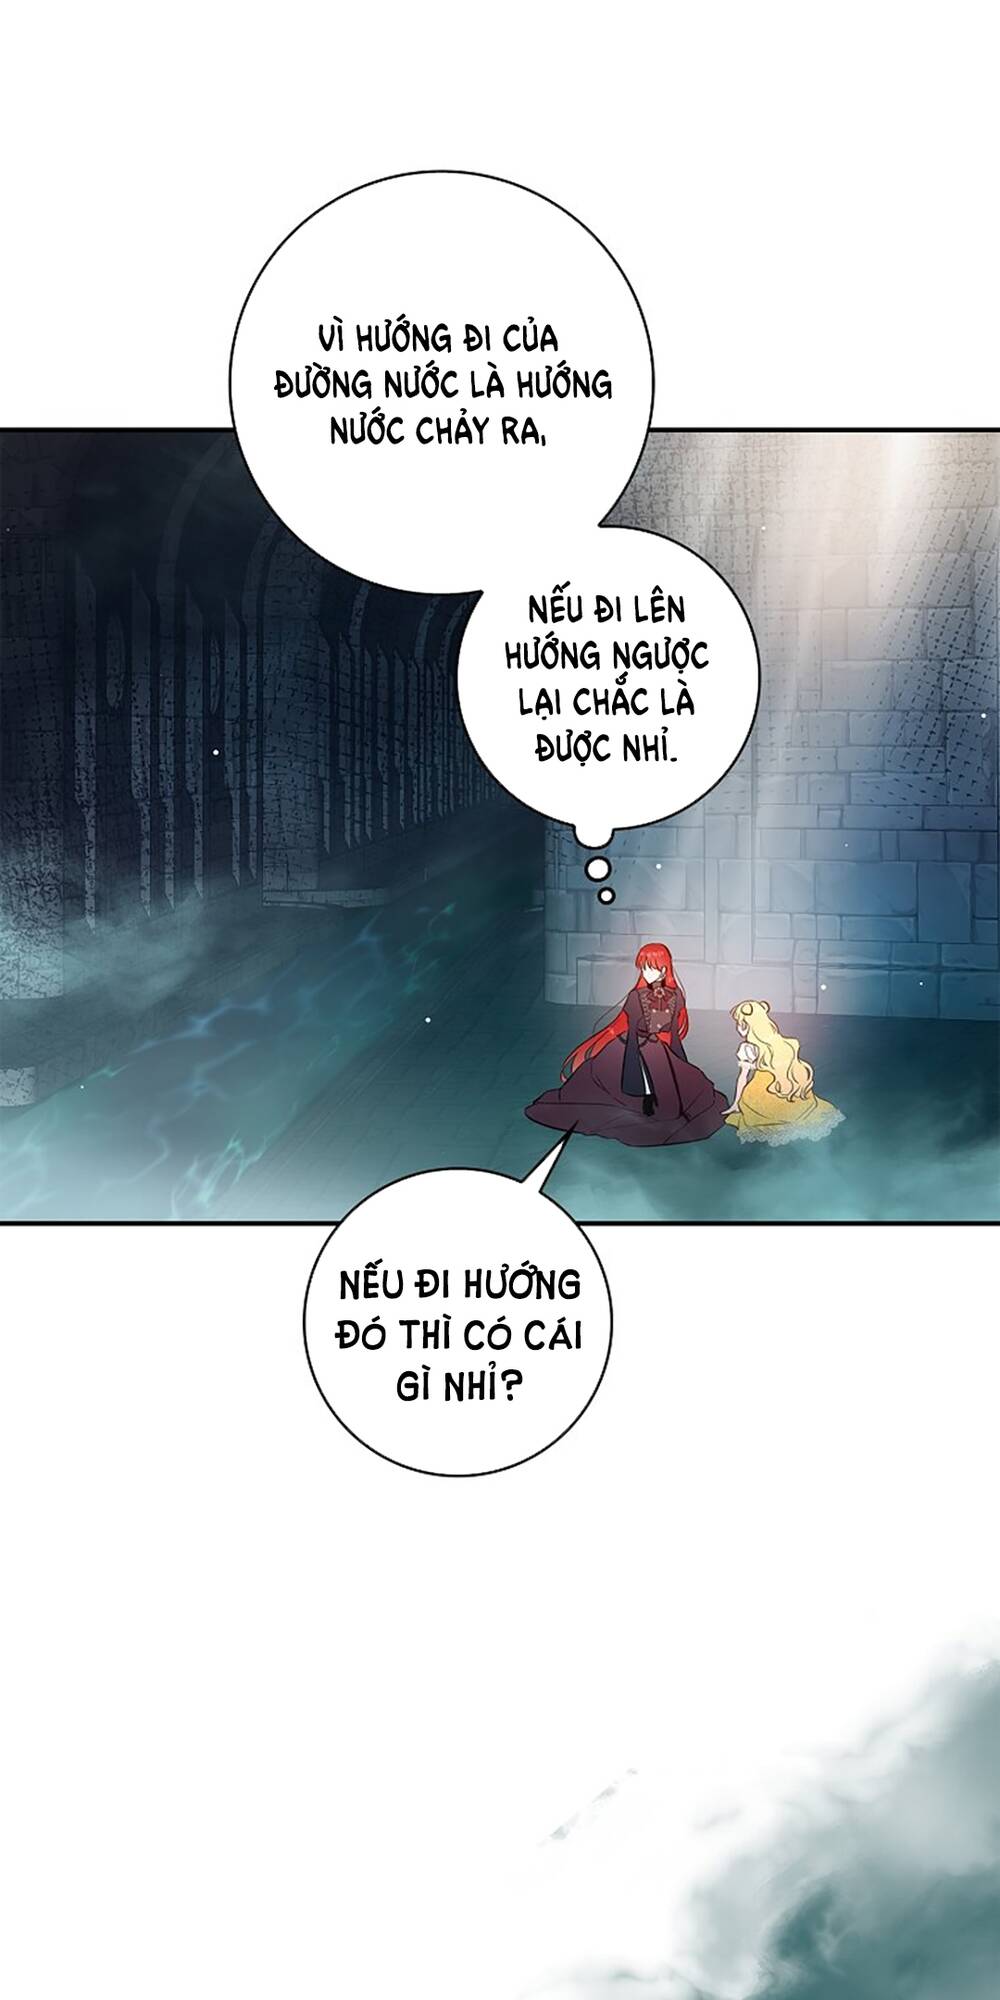 VÌ HƯỚNG ĐI CỦA
ĐƯỜNG NƯỚC LÀ HƯỚNG
NƯỚC CHẢY RA,
NẾU ĐI LÊN
HƯỚNG NGƯỢC
LẠI CHẮC LÀ
ĐƯỢC NHỈ.
NẾU ĐI HƯỚNG
ĐÓ THÌ CÓ CÁI
GÌ NHỈ?